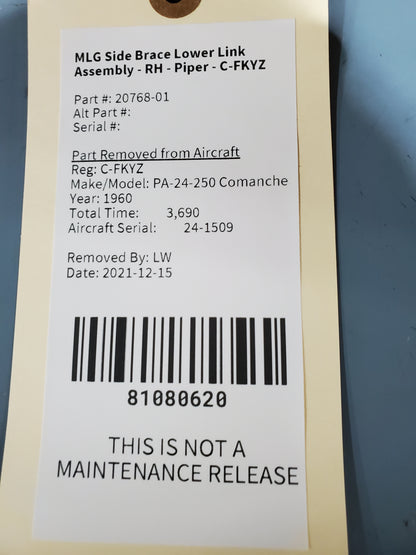 MLG Side Brace Lower Link
Assembly - RH - Piper - C-FKYZ
Part #: 20768-01
Alt Part #:
Serial #:
Part Removed from Aircraft
Reg: C-FKYZ
Make/Model: PA-24-250 Comanche
Year: 1960
Total Time: 3,690
Aircraft Serial: 24-1509
Removed By: LW
Date: 2021-12-15
81080620
THIS IS NOT A
MAINTENANCE RELEASE